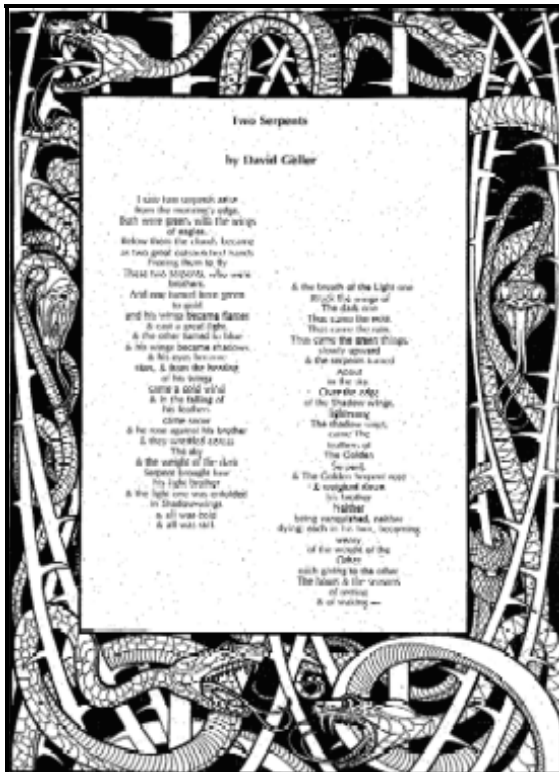 Two Serpents
by David Geller
I saw two serpents arise
from the morning's edge,
Both were green, with the wings
of eagles.
Below them the clouds became
as two great outstretched hands
Freeing them to fly
These two serpents, who were
brothers.
And one turned from green
to gold
and his wings became flames
& cast a great light,
& the other turned to blue
& his wings became shadows
& his eyes became
stars, & from the beating
of his wings
came a cold wind
& in the falling of
his feathers
came snow
& he rose against his brother
& they wrestled across
The sky
& the weight of the dark
Serpent brought low
his light brother
& the light one was enfolded
in Shadowwings
& all was cold
& all was still.
& the breath of the Light one
the wings of
The dark one
Thus came the mist.
Thus came the rain.
Thus came the green things,
slowly upward
& the serpents turned
About
in the sky.
Over the edge
of the Shadow wings,
lightning
The shadow wept,
came The
feathers of
The Golden
Serpent.
& The Golden Serpent rose
& weighed down
his brother
Neither
being vanquished, neither
dying; each in his turn, becoming
weary
of the weight of the
Other
each giving to the other
The hours & the seasons
of resting
& of waking —